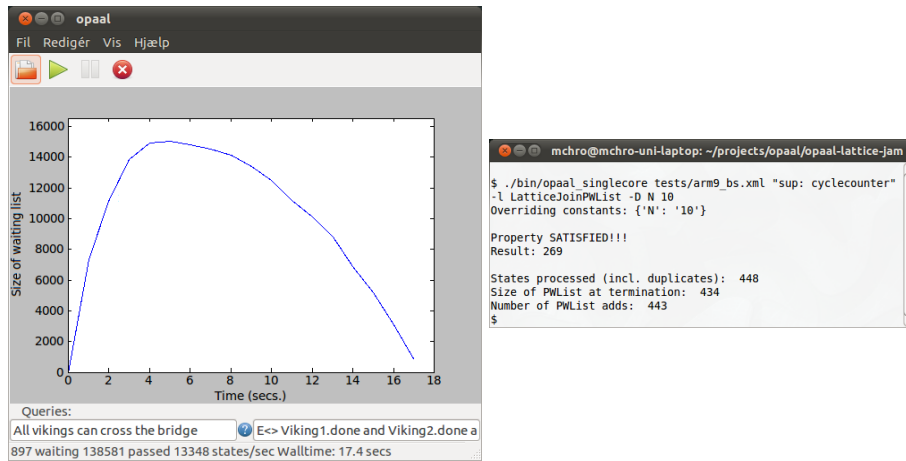 opaal
Fil Redigér Vis Hjælp
16000
14000
12000
10000
8000
6000
4000
2000
0
Size of waiting list
0 2 4 6 8 10 12 14 16 18
Time (secs.)
Queries:
All vikings can cross the bridge
E<> Viking1.done and Viking2.done a
897 waiting 138581 passed 13348 states/sec Walltime: 17.4 secs
mchro@mchro-uni-laptop: ~/projects/opaal/opaal-lattice-jam
$ ./bin/opaal_singlecore tests/arm9_bs.xml "sup: cyclecounter"
-l LatticeJoinPWList -D N 10
Overriding constants: {'N': '10'}
Property SATISFIED!!!
Result: 269
States processed (incl. duplicates):  448
Size of PWList at termination:  434
Number of PWList adds:  443
$